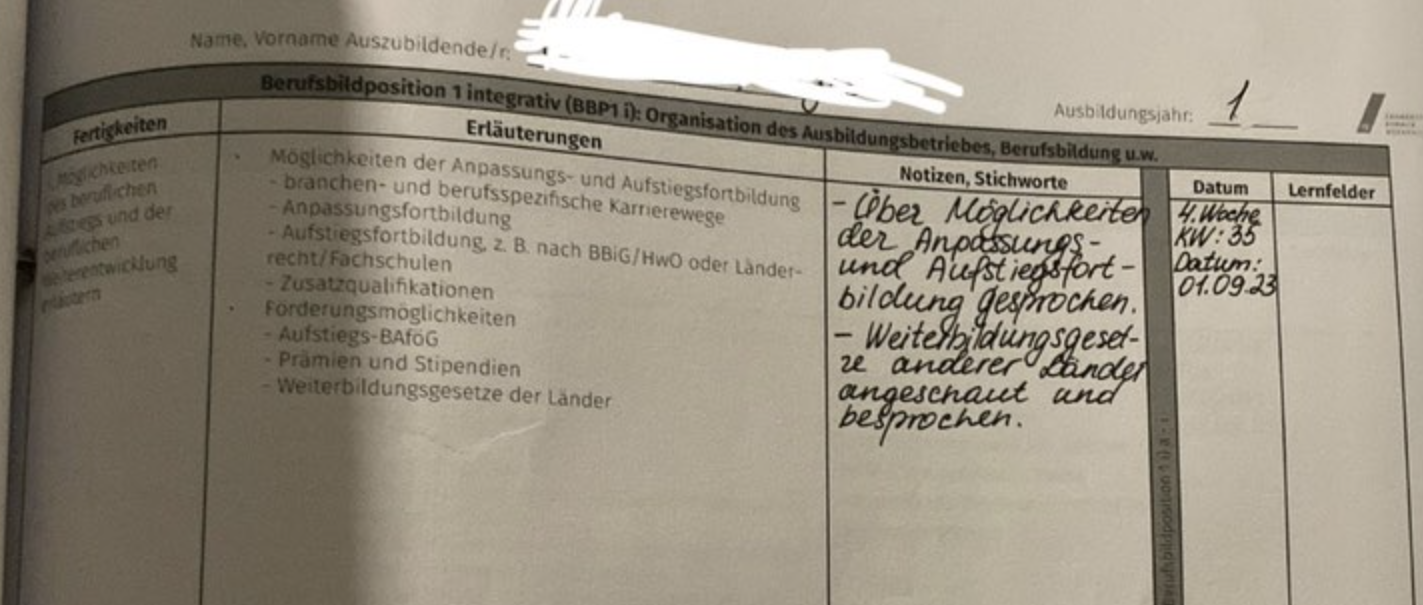 Name, Vorname Auszubildende/r:
Ausbildungsjahr: 1
Berufsbildposition 1 integrativ (BBP1 i): Organisation des Ausbildungsbetriebes, Berufsbildung u.w.
Fertigkeiten
Möglichkeiten
des beruflichen
Aufstiegs und der
beruflichen
Weiterentwicklung
erläutern
Erläuterungen
· Möglichkeiten der Anpassungs- und Aufstiegsfortbildung
- branchen- und berufsspezifische Karrierewege
- Anpassungsfortbildung
- Aufstiegsfortbildung, z. B. nach BBiG/HwO oder Länder-
recht/Fachschulen
- Zusatzqualifikationen
· Förderungsmöglichkeiten
- Aufstiegs-BAföG
- Prämien und Stipendien
- Weiterbildungsgesetze der Länder
Notizen, Stichworte
- Über Möglichkeiten
der Anpassungs-
und Aufstiegsfort-
bildung gesprochen.
- Weiterbildungsgeset-
ze anderer Länder
angeschaut und
besprochen.
Berufsbildposition 1 i) a - i
Datum
4. Woche
KW: 35
Datum:
01.09.23
Lernfelder